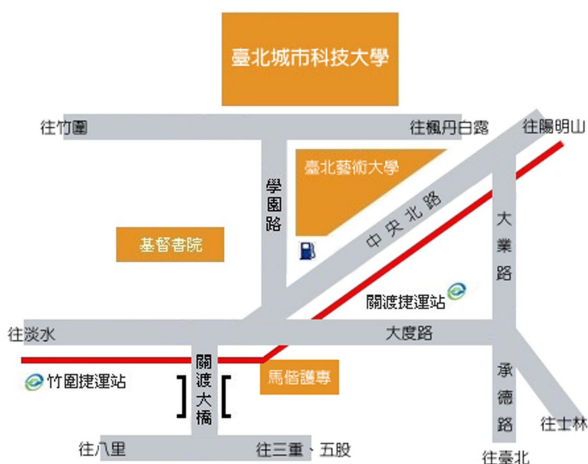 臺北城市科技大學
往竹圍
往楓丹白露
往陽明山
臺北藝術大學
學園路
中央北路
大業路
基督書院
關渡捷運站
往淡水
大度路
關渡大橋
竹圍捷運站
馬偕護專
承德路
往士林
往八里
往三重、五股
往臺北